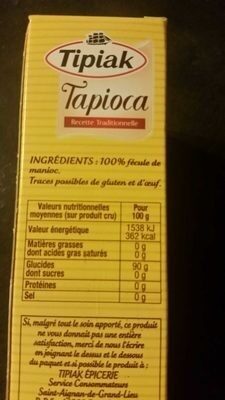 Tipiak
Tapioca
Recette Traditionnelle
INGRÉDIENTS : 100% fécule de
manioc.
Traces possibles de gluten et d'œuf.
Valeurs nutritionnelles Pour
moyennes (sur produit cru) 100 g
Valeur énergétique 1538 kJ
362 kcal
Matières grasses 0 g
dont acides gras saturés 0 g
Glucides 90 g
dont sucres 0 g
Protéines 0 g
Sel 0 g
Si, malgré tout le soin apporté, ce produit
ne vous donnait pas une entière
satisfaction, merci de nous l'écrire
en joignant le dessus et le dessous
du paquet et si possible le produit à :
TIPIAK ÉPICERIE
Service Consommateurs
Saint-Aignan-de-Grand-Lieu